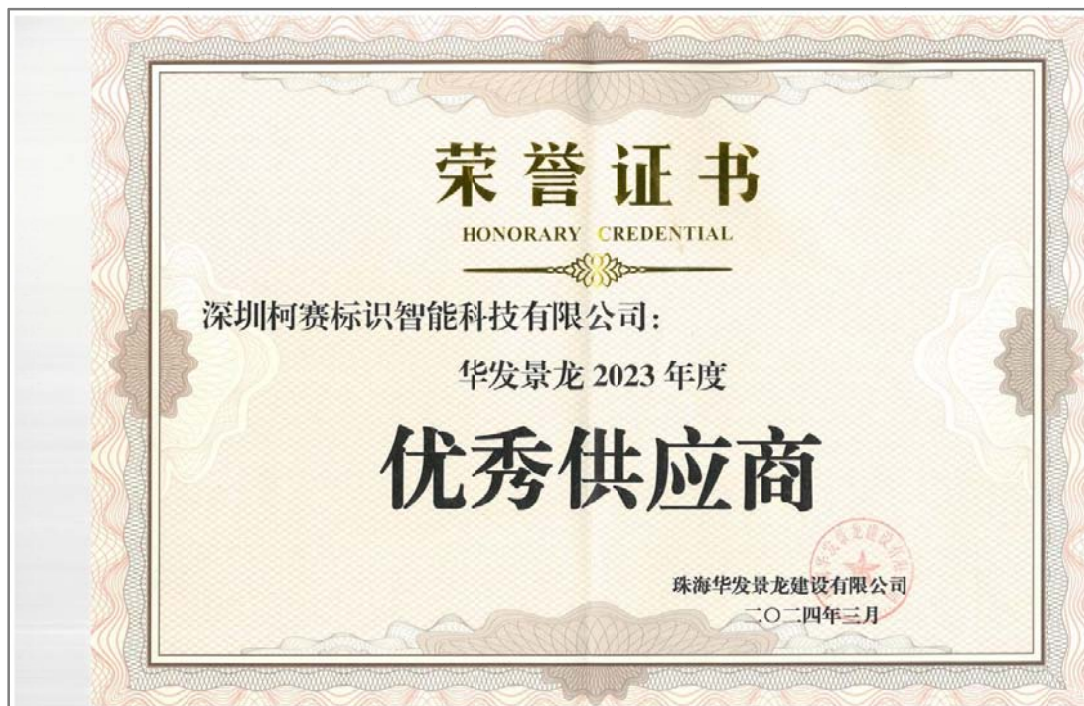 荣誉证书
HONORARY CREDENTIAL
深圳柯赛标识智能科技有限公司：
华发景龙 2023 年度
优秀供应商
珠海华发景龙建设有限公司
二〇二四年三月